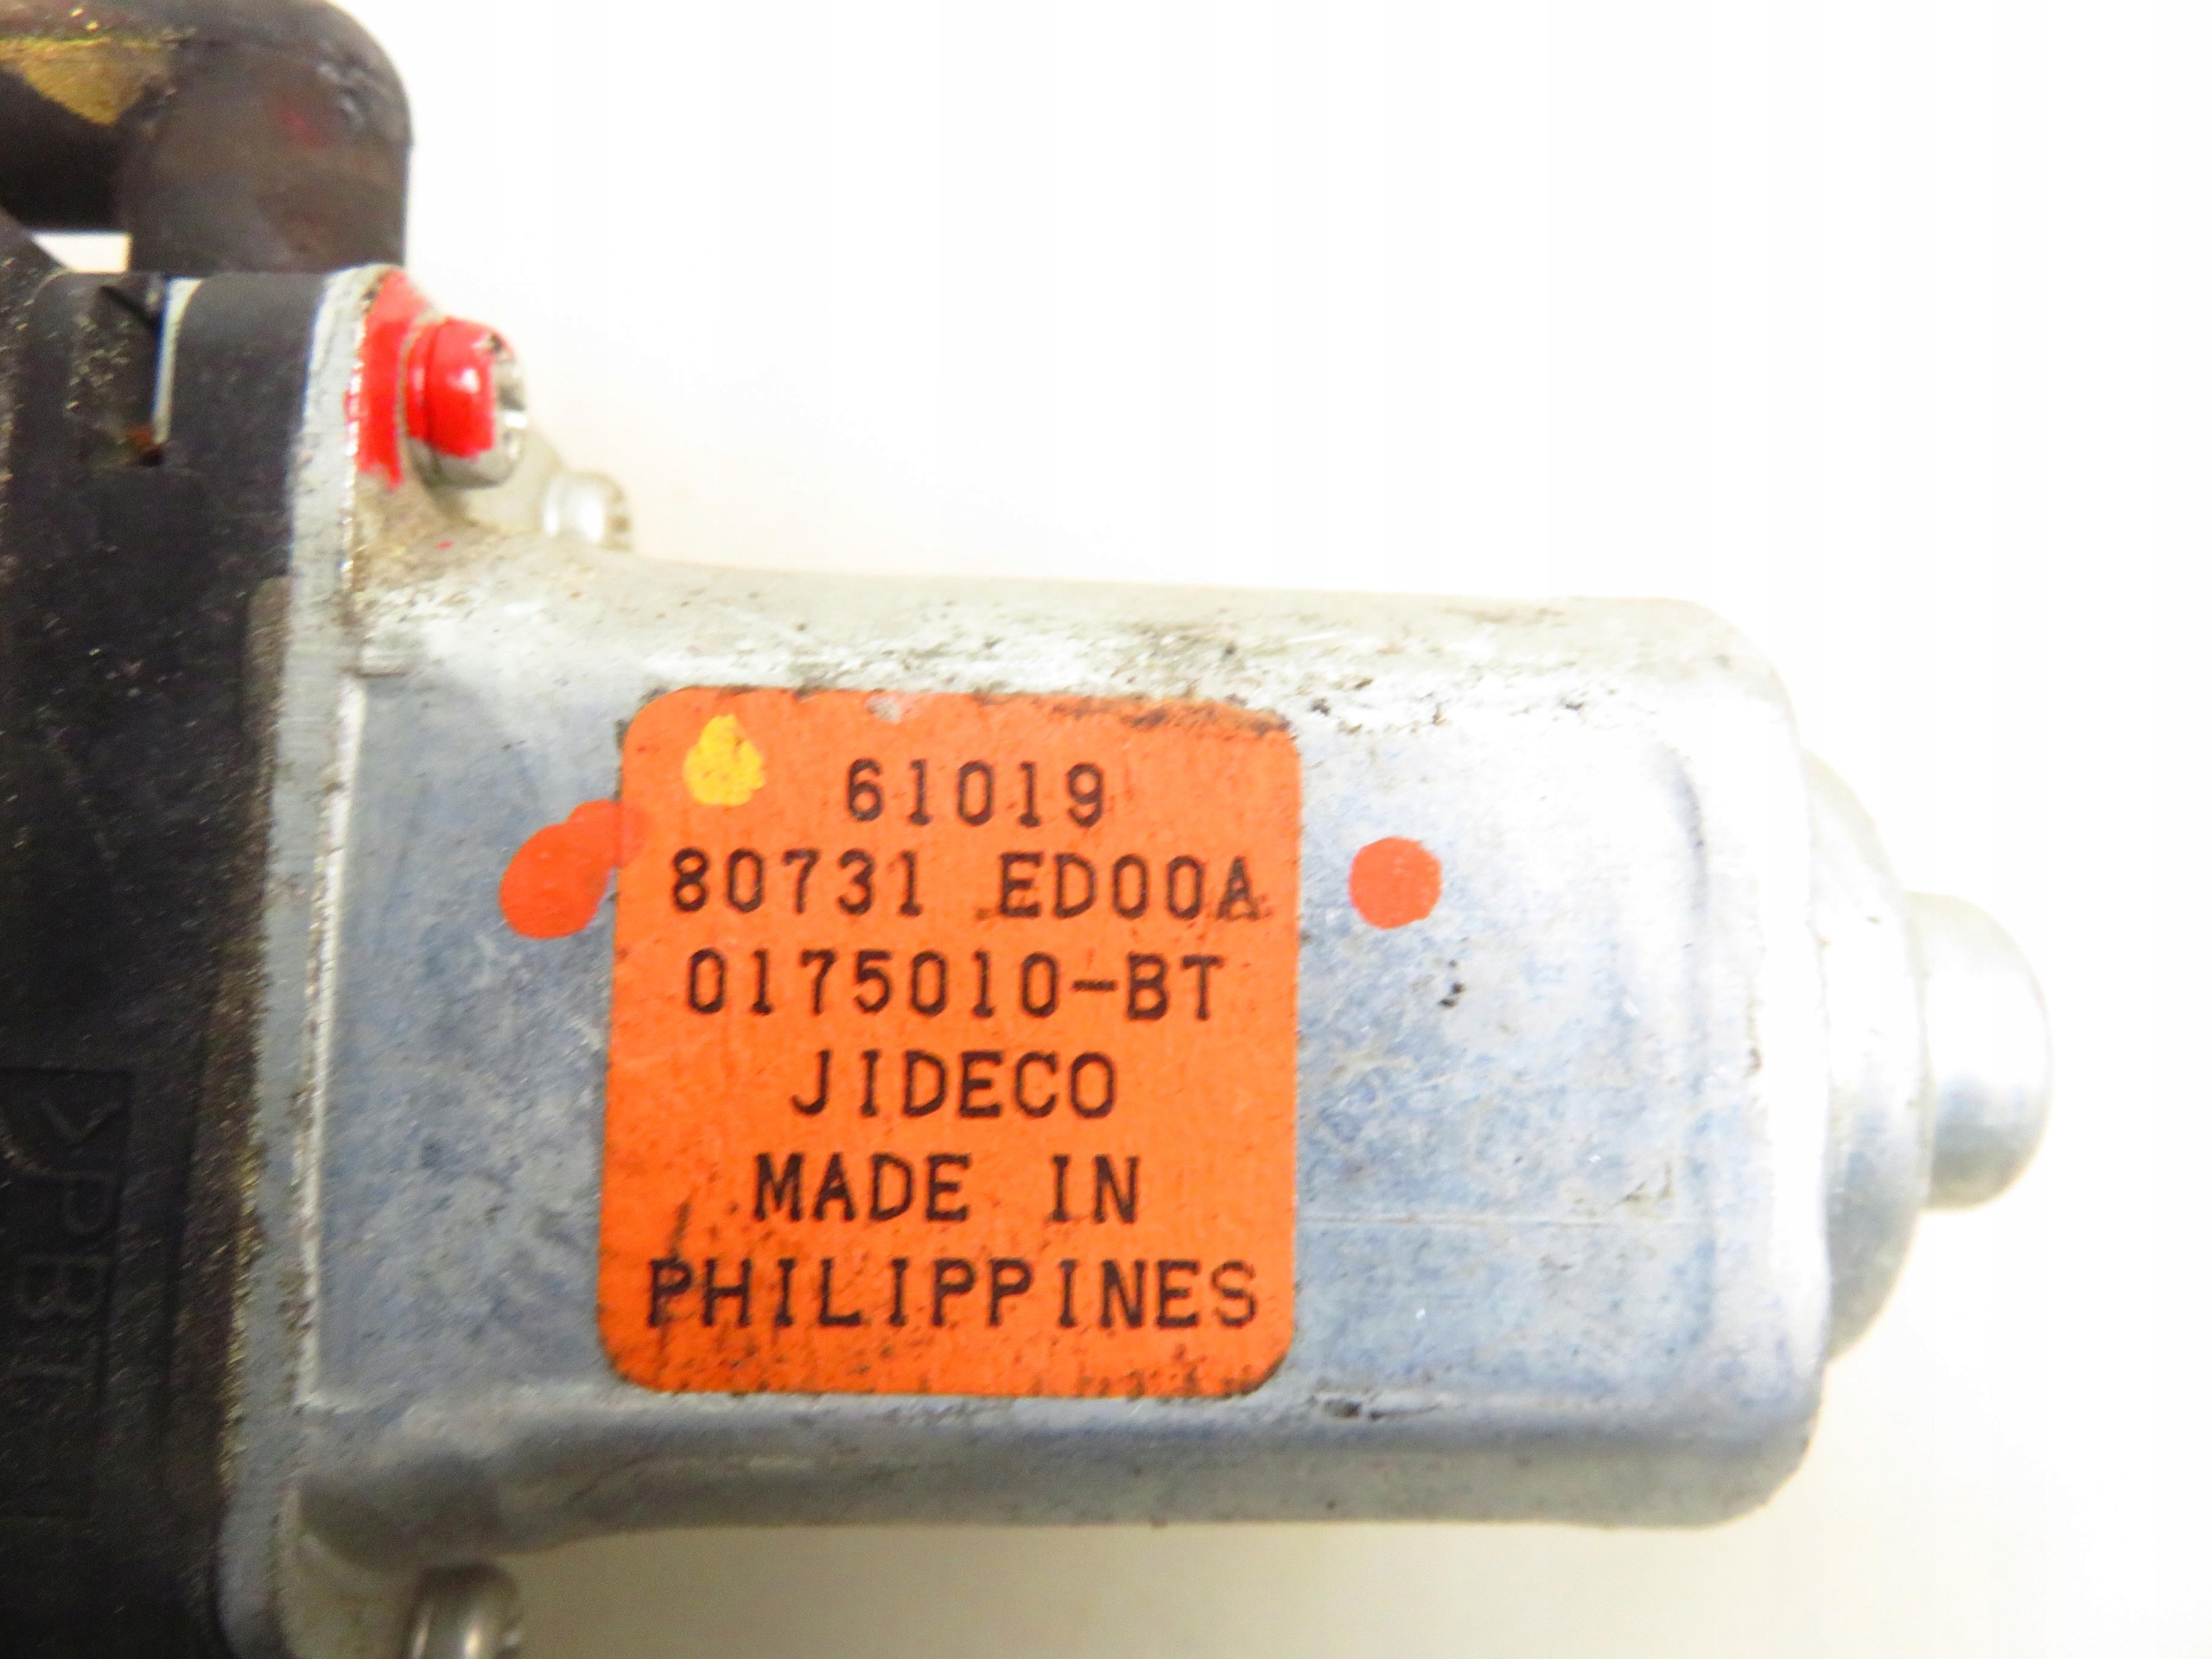 61019
80731 ED00A
0175010-BT
JIDECO
MADE IN
PHILIPPINES